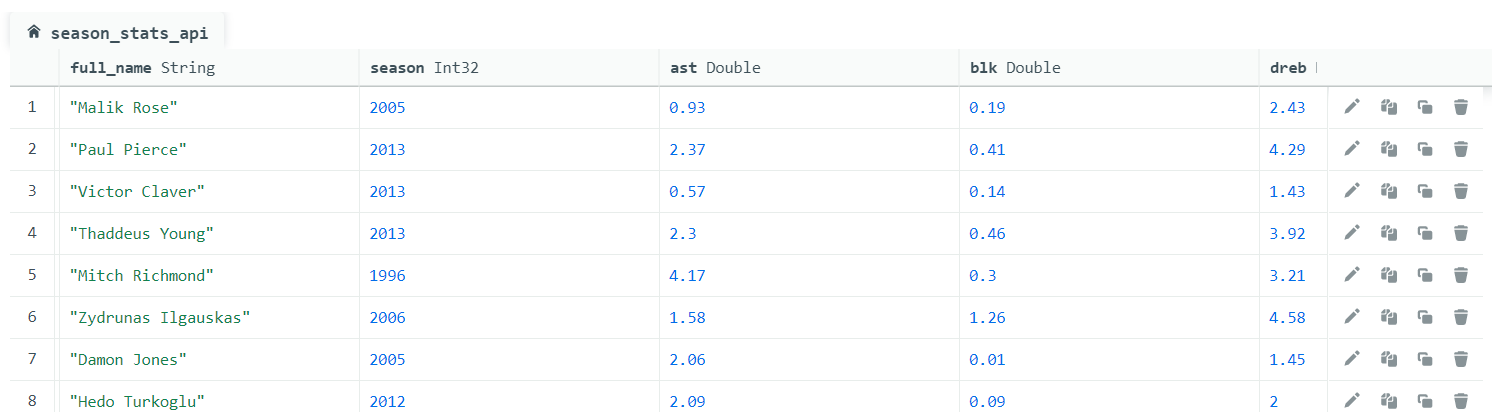 season_stats_api
full_name String season Int32 ast Double blk Double dreb
1 "Malik Rose" 2005 0.93 0.19 2.43
2 "Paul Pierce" 2013 2.37 0.41 4.29
3 "Victor Claver" 2013 0.57 0.14 1.43
4 "Thaddeus Young" 2013 2.3 0.46 3.92
5 "Mitch Richmond" 1996 4.17 0.3 3.21
6 "Zydrunas Ilgauskas" 2006 1.58 1.26 4.58
7 "Damon Jones" 2005 2.06 0.01 1.45
8 "Hedo Turkoglu" 2012 2.09 0.09 2